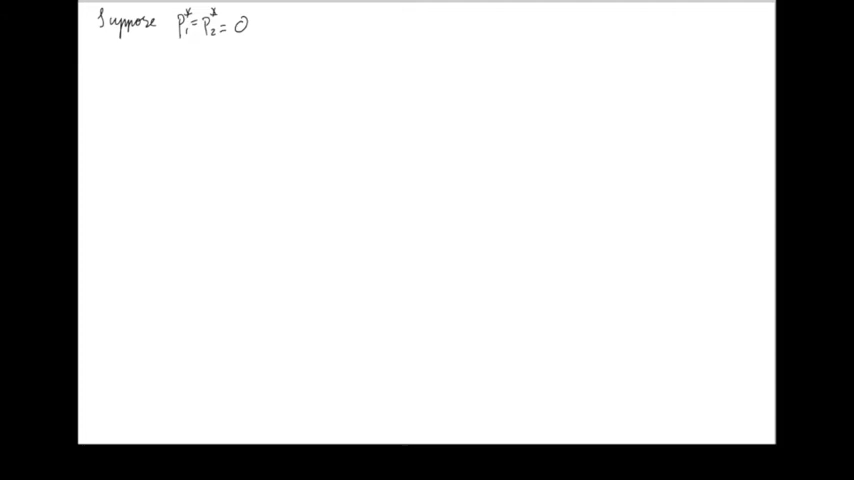 Suppose p₁* = p₂* = 0